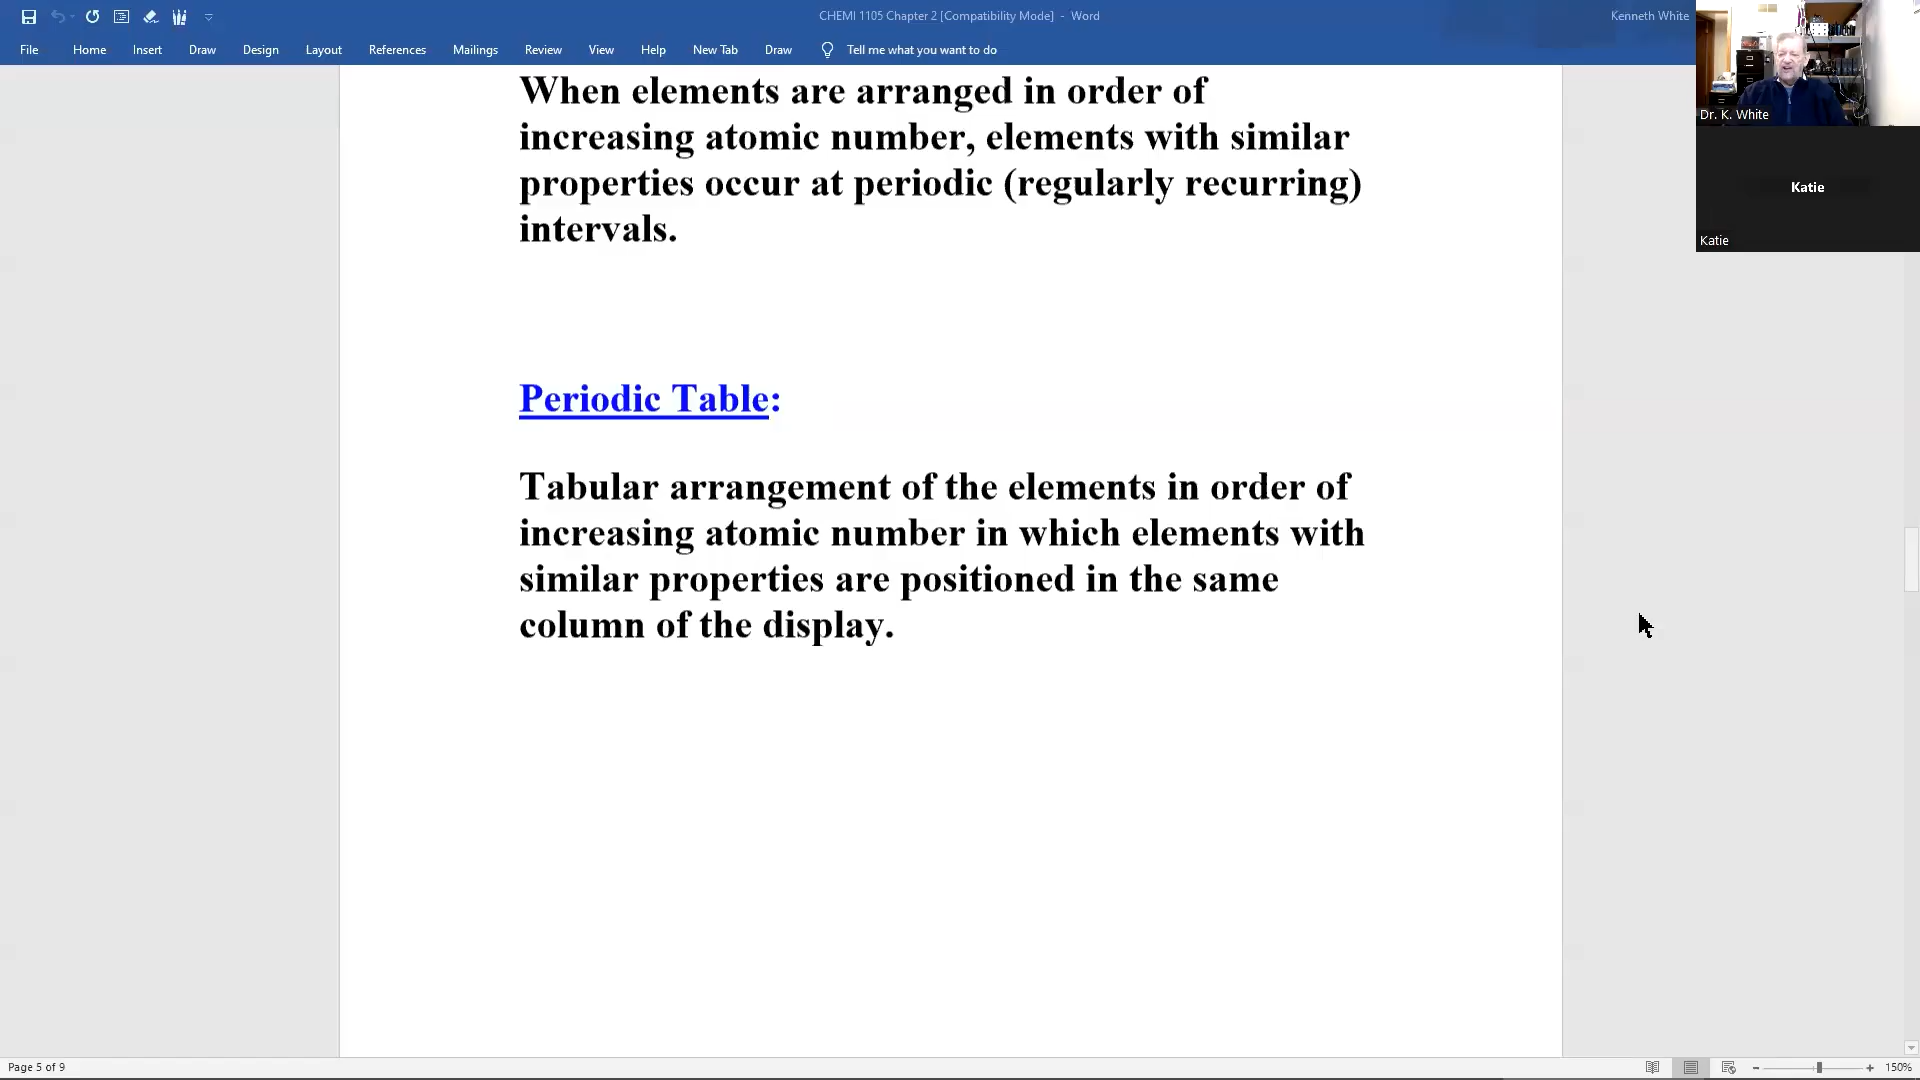 CHEMI 1105 Chapter 2 [Compatibility Mode] - Word
Kenneth White
File Home Insert Draw Design Layout References Mailings Review View Help New Tab Draw Tell me what you want to do
When elements are arranged in order of
increasing atomic number, elements with similar
properties occur at periodic (regularly recurring)
intervals.
Periodic Table:
Tabular arrangement of the elements in order of
increasing atomic number in which elements with
similar properties are positioned in the same
column of the display.
Dr. K. White
Katie
Katie
Page 5 of 9
150%